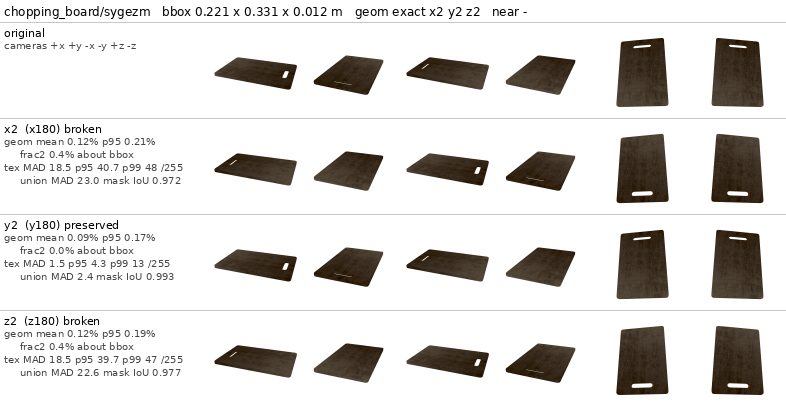 chopping_board/sygezm   bbox 0.221 x 0.331 x 0.012 m   geom exact x2 y2 z2   near -
original
cameras +x +y -x -y +z -z
x2  (x180) broken
geom mean 0.12% p95 0.21%
frac2 0.4% about bbox
tex MAD 18.5 p95 40.7 p99 48 /255
union MAD 23.0 mask IoU 0.972
y2  (y180) preserved
geom mean 0.09% p95 0.17%
frac2 0.0% about bbox
tex MAD 1.5 p95 4.3 p99 13 /255
union MAD 2.4 mask IoU 0.993
z2  (z180) broken
geom mean 0.12% p95 0.19%
frac2 0.4% about bbox
tex MAD 18.5 p95 39.7 p99 47 /255
union MAD 22.6 mask IoU 0.977